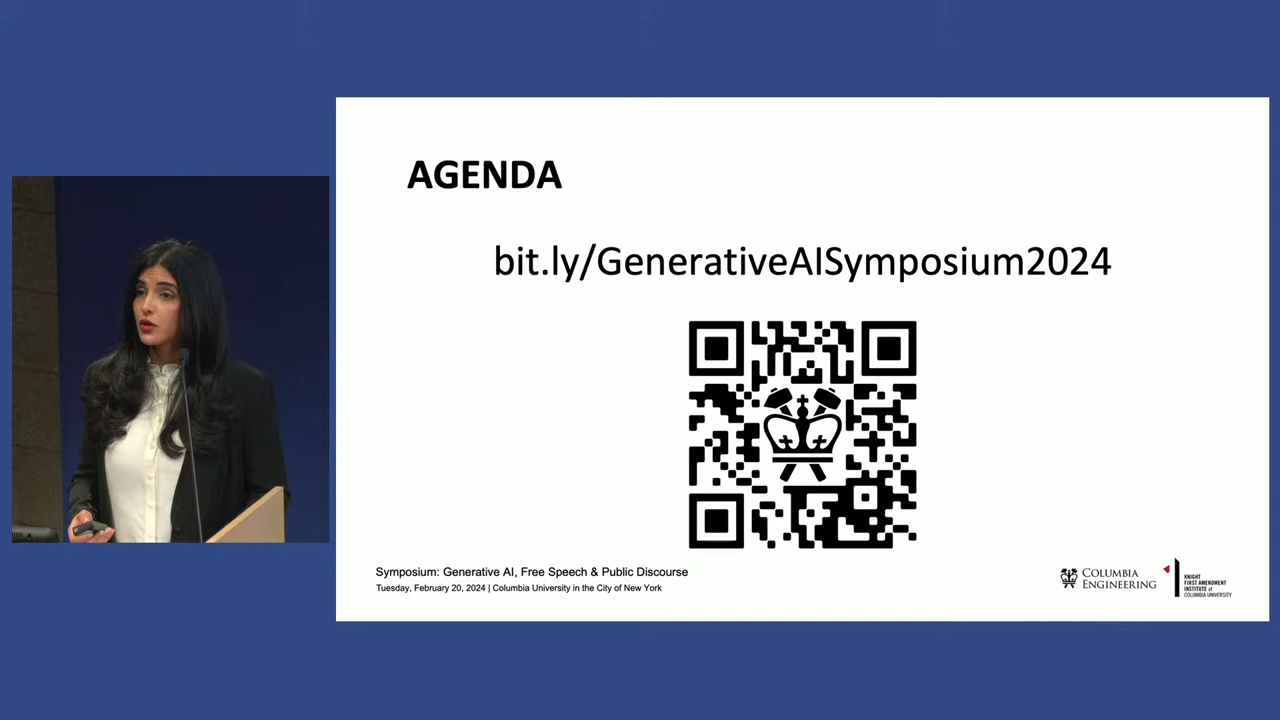 AGENDA
bit.ly/GenerativeAISymposium2024
Symposium: Generative AI, Free Speech & Public Discourse
Tuesday, February 20, 2024 | Columbia University in the City of New York
COLUMBIA
ENGINEERING
KNIGHT
FIRST AMENDMENT
INSTITUTE at
COLUMBIA UNIVERSITY